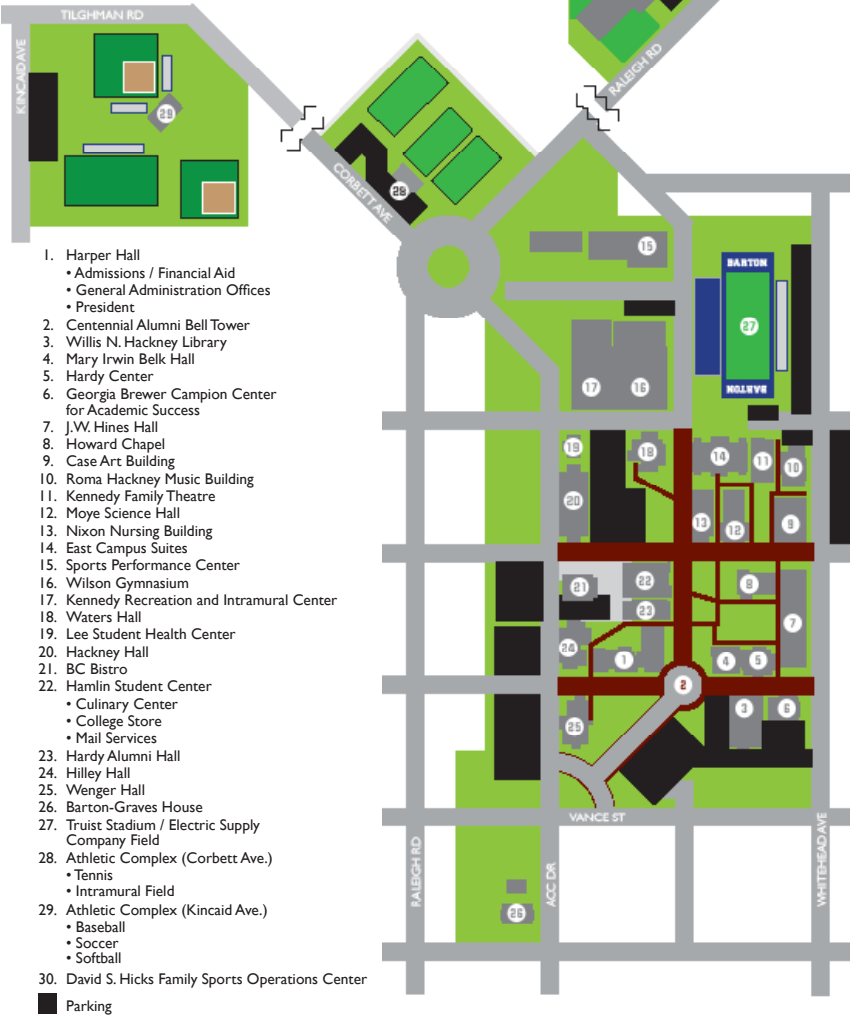 TILGHMAN RD
KINCAID AVE
RALEIGH RD
29
28
CORBETT AVE
15
BARTON
27
BARTON
17
16
19
18
14
11
10
20
13
12
9
21
22
8
23
7
24
1
4
5
2
3
6
25
VANCE ST
RALEIGH RD
ACC DR
WHITEHEAD AVE
26
1. Harper Hall
• Admissions / Financial Aid
• General Administration Offices
• President
2. Centennial Alumni Bell Tower
3. Willis N. Hackney Library
4. Mary Irwin Belk Hall
5. Hardy Center
6. Georgia Brewer Campion Center
for Academic Success
7. J.W. Hines Hall
8. Howard Chapel
9. Case Art Building
10. Roma Hackney Music Building
11. Kennedy Family Theatre
12. Moye Science Hall
13. Nixon Nursing Building
14. East Campus Suites
15. Sports Performance Center
16. Wilson Gymnasium
17. Kennedy Recreation and Intramural Center
18. Waters Hall
19. Lee Student Health Center
20. Hackney Hall
21. BC Bistro
22. Hamlin Student Center
• Culinary Center
• College Store
• Mail Services
23. Hardy Alumni Hall
24. Hilley Hall
25. Wenger Hall
26. Barton-Graves House
27. Truist Stadium / Electric Supply
Company Field
28. Athletic Complex (Corbett Ave.)
• Tennis
• Intramural Field
29. Athletic Complex (Kincaid Ave.)
• Baseball
• Soccer
• Softball
30. David S. Hicks Family Sports Operations Center
Parking